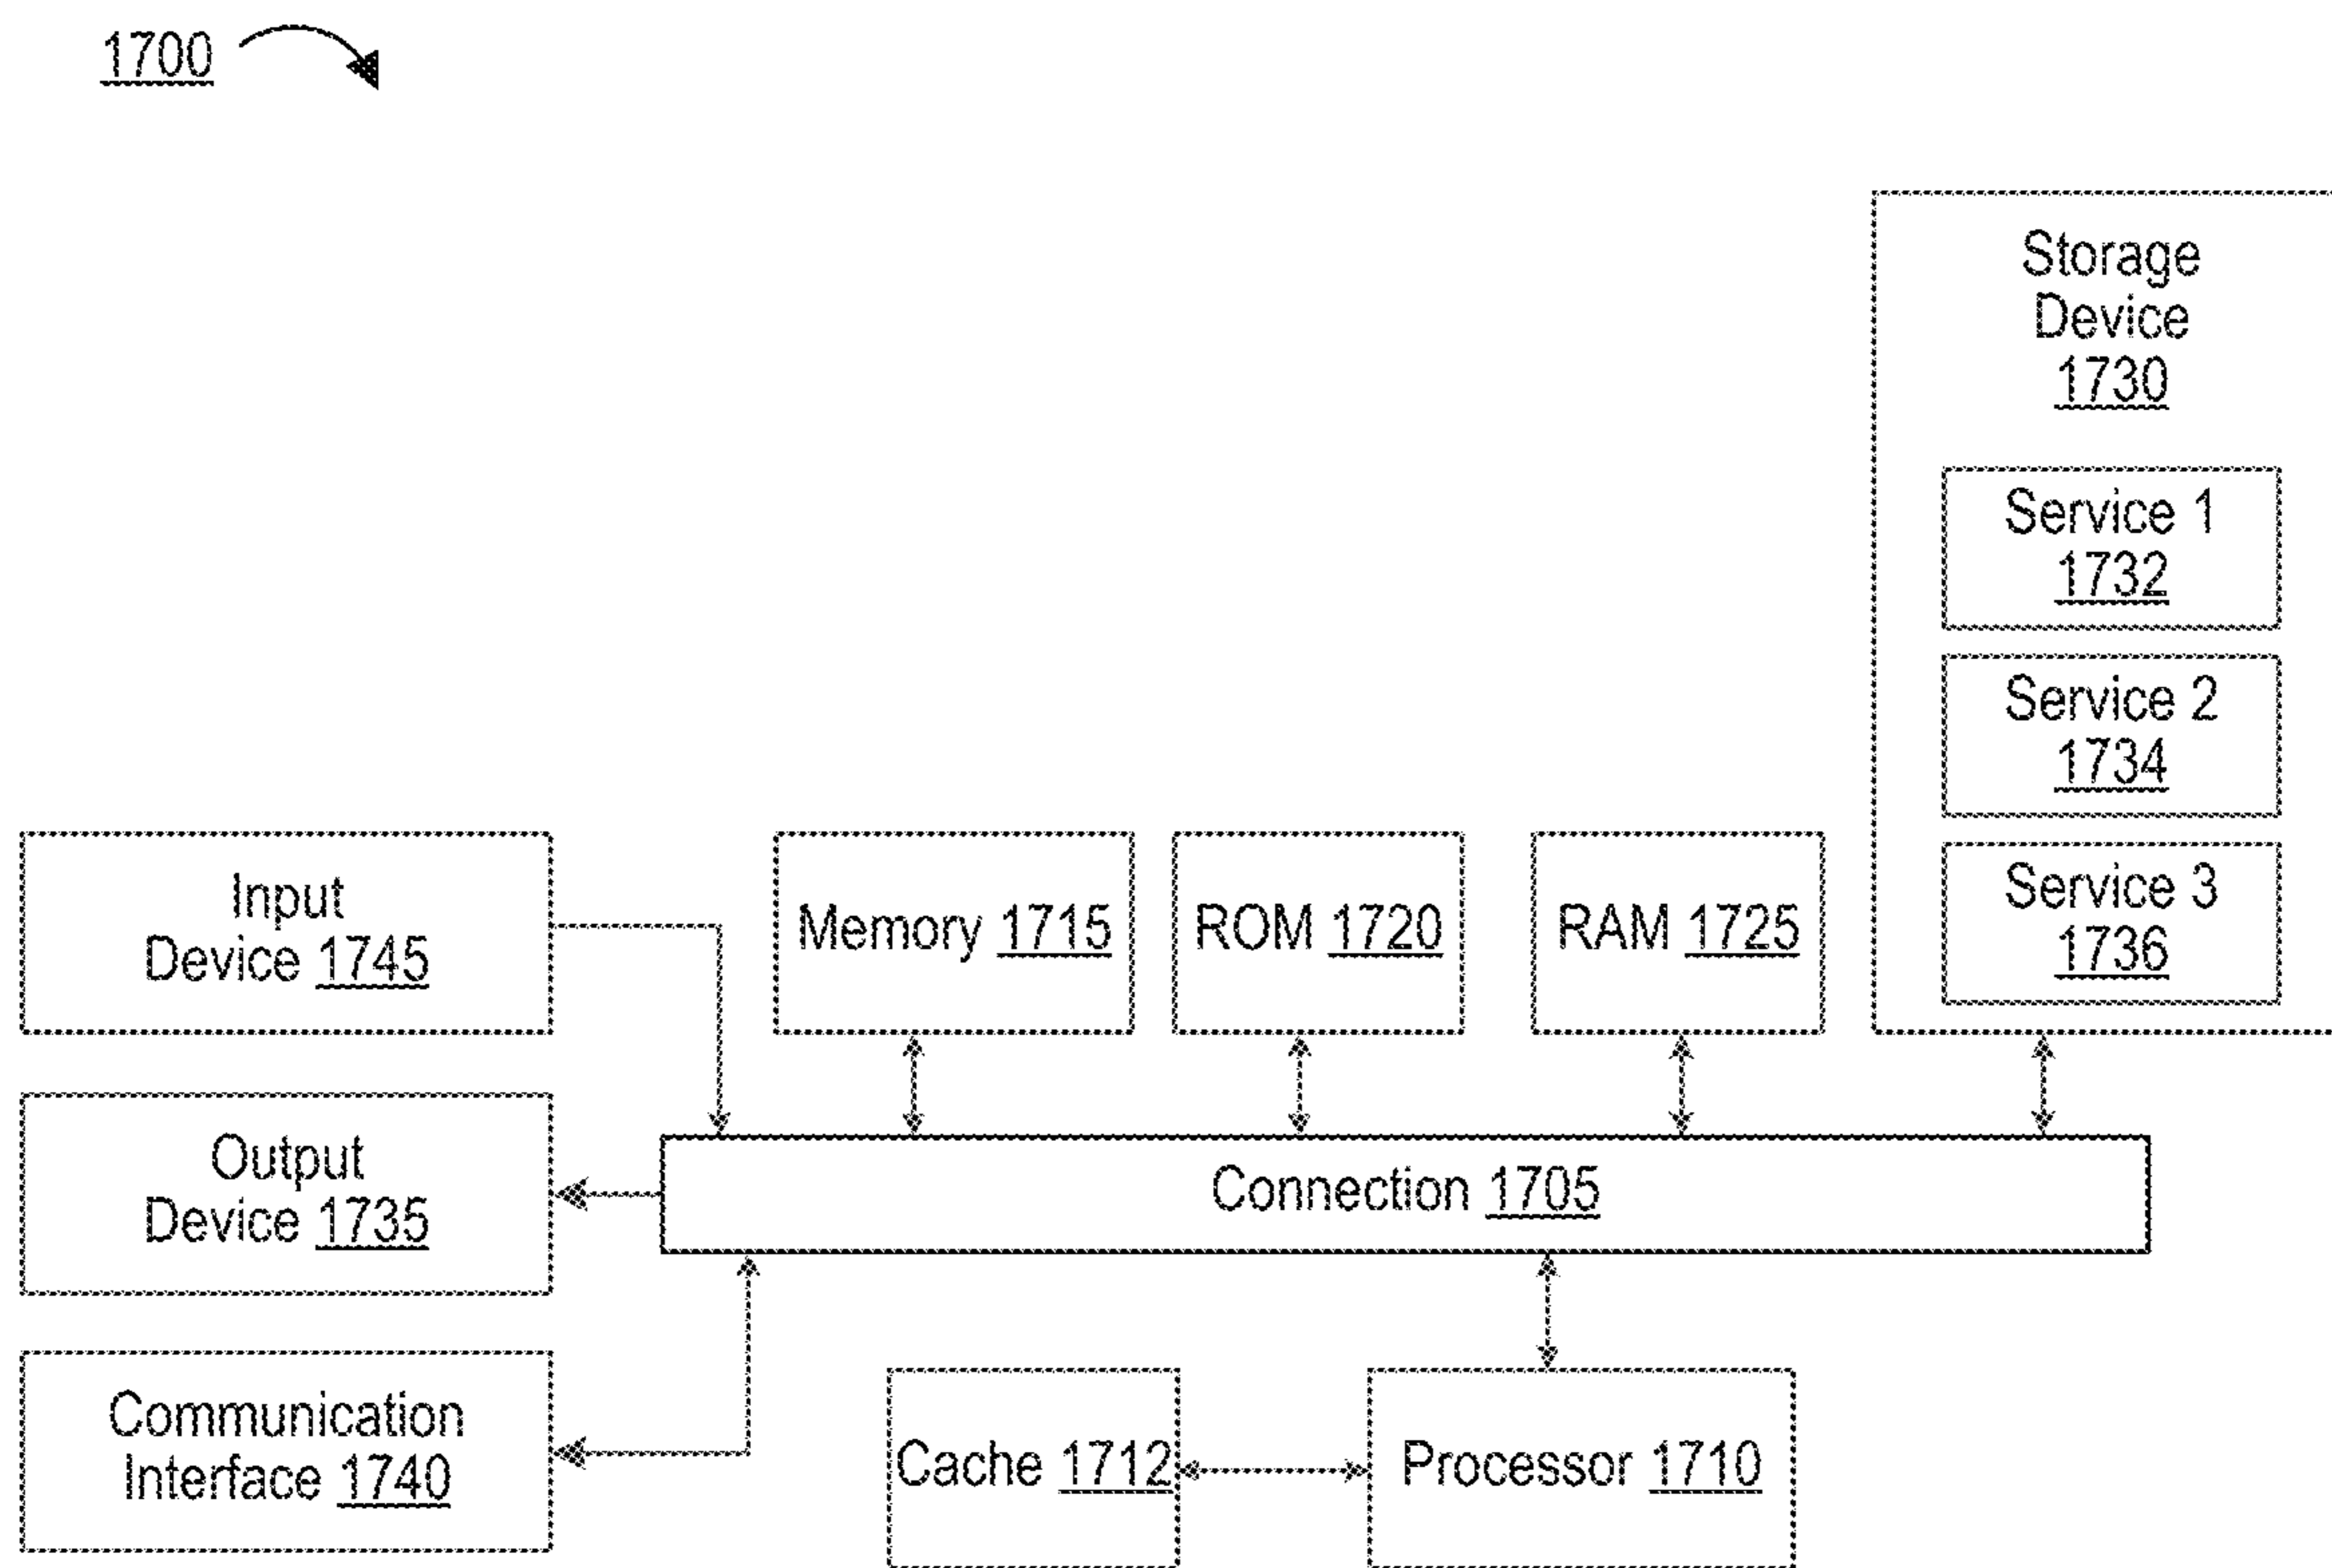 1700
Storage
Device
1730
Service 1
1732
Service 2
1734
Service 3
1736
Input
Device 1745
Memory 1715
ROM 1720
RAM 1725
Output
Device 1735
Connection 1705
Communication
Interface 1740
Cache 1712
Processor 1710